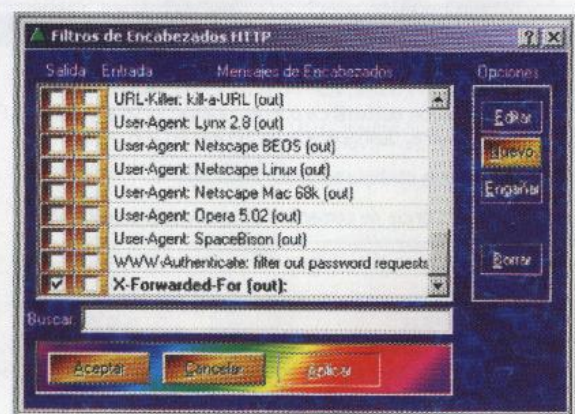 Filtros de Encabezados HTTP
Salida Entrada Mensajes de Encabezados Opciones
URL-Killer: kill-a-URL (out)
User-Agent: Lynx 2.8 (out)
User-Agent: Netscape BEOS (out)
User-Agent: Netscape Linux (out)
User-Agent: Netscape Mac 68k (out)
User-Agent: Opera 5.02 (out)
User-Agent: SpaceBison (out)
WWW-Authenticate: filter out password requests
X-Forwarded-For (out):
Editar
Nuevo
Engañar
Borrar
Buscar:
Aceptar Cancelar Aplicar